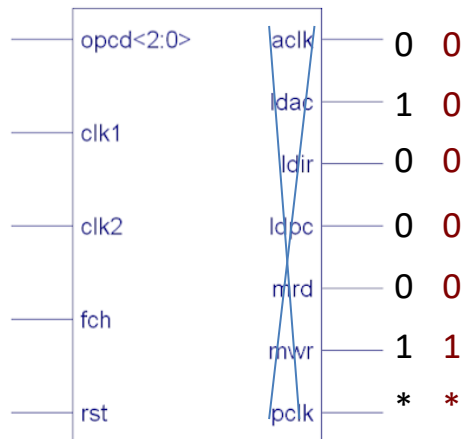 opcd<2:0> aclk 0 0
ldac 1 0
clk1
ldir 0 0
clk2 ldpc 0 0
mrd 0 0
fch
mwr 1 1
rst pclk * *